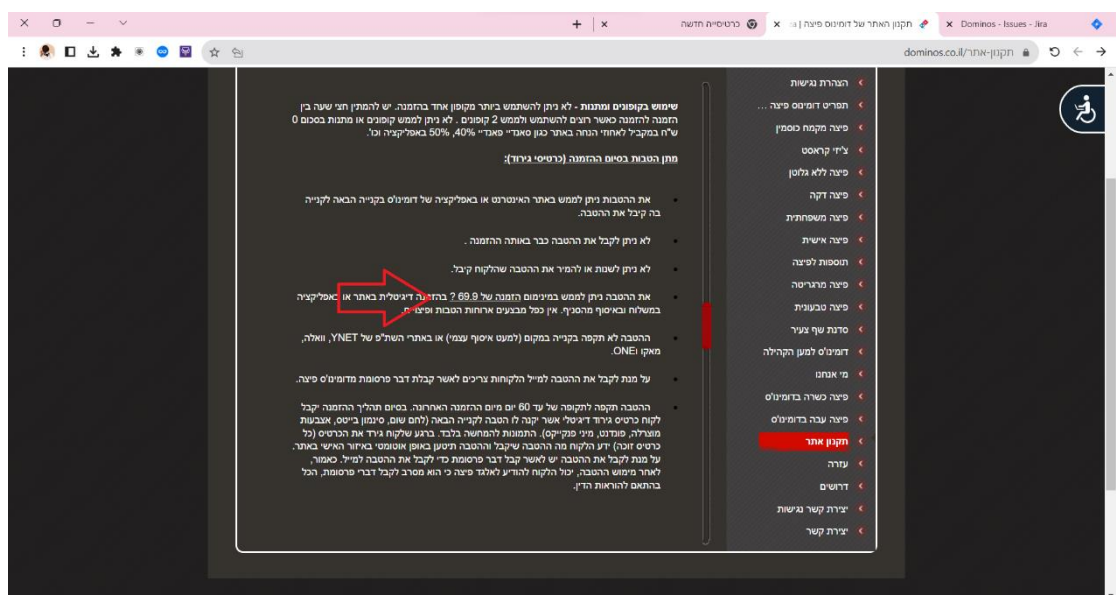 Dominos - Issues - Jira
תקנון האתר של דומינוס פיצה |
כרטיסייה חדשה
dominos.co.il/תקנון-אתר
הצהרת נגישות
תפריט דומינוס פיצה ...
פיצה מקמח כוסמין
צ'יזי קראסט
פיצה ללא גלוטן
פיצה דקה
פיצה משפחתית
פיצה אישית
תוספות לפיצה
פיצה מרגריטה
פיצה טבעונית
סדנת שף צעיר
דומינו'ס למען הקהילה
מי אנחנו
פיצה כשרה בדומינו'ס
פיצה עבה בדומינו'ס
תקנון אתר
עזרה
דרושים
יצירת קשר נגישות
יצירת קשר
שימוש בקופונים ומתנות - לא ניתן להשתמש ביותר מקופון אחד בהזמנה. יש להמתין חצי שעה בין
הזמנה להזמנה כאשר רוצים להשתמש ולממש 2 קופונים . לא ניתן לממש קופונים או מתנות בסכום 0
ש"ח במקביל לאחוזי הנחה באתר כגון סאנדיי פאנדיי 40%, 50% באפליקציה וכו'.
מתן הטבות בסיום ההזמנה (כרטיסי גירוד):
את ההטבות ניתן לממש באתר האינטרנט או באפליקציה של דומינו'ס בקנייה הבאה לקנייה
בה קיבל את ההטבה.
לא ניתן לקבל את ההטבה כבר באותה ההזמנה .
לא ניתן לשנות או להמיר את ההטבה שהלקוח קיבל.
את ההטבה ניתן לממש במינימום הזמנה של 69.9 ? בהזמנה דיגיטלית באתר או באפליקציה
במשלוח ובאיסוף מהסניף. אין כפל מבצעים ארוחות הטבות ופיצויים.
ההטבה לא תקפה בקנייה במקום (למעט איסוף עצמי) או באתרי השת"פ של YNET, וואלה,
מאקו וONE.
על מנת לקבל את ההטבה למייל הלקוחות צריכים לאשר קבלת דבר פרסומת מדומינו'ס פיצה.
ההטבה תקפה לתקופה של עד 60 יום מיום ההזמנה האחרונה. בסיום תהליך ההזמנה יקבל
לקוח כרטיס גירוד דיגיטלי אשר יקנה לו הטבה לקנייה הבאה (לחם שום, סינמון בייטס, אצבעות
מוצרלה, פונדנט, מיני פנקייקס). התמונות להמחשה בלבד. ברגע שלקוח גירד את הכרטיס (כל
כרטיס זוכה) ידע הלקוח מה ההטבה שיקבל וההטבה תיטען באופן אוטומטי באיזור האישי באתר.
על מנת לקבל את ההטבה יש לאשר קבל דבר פרסומת כדי לקבל את ההטבה למייל. כאמור,
לאחר מימוש ההטבה, יכול הלקוח להודיע לאלגד פיצה כי הוא מסרב לקבל דברי פרסומת, הכל
בהתאם להוראות הדין.